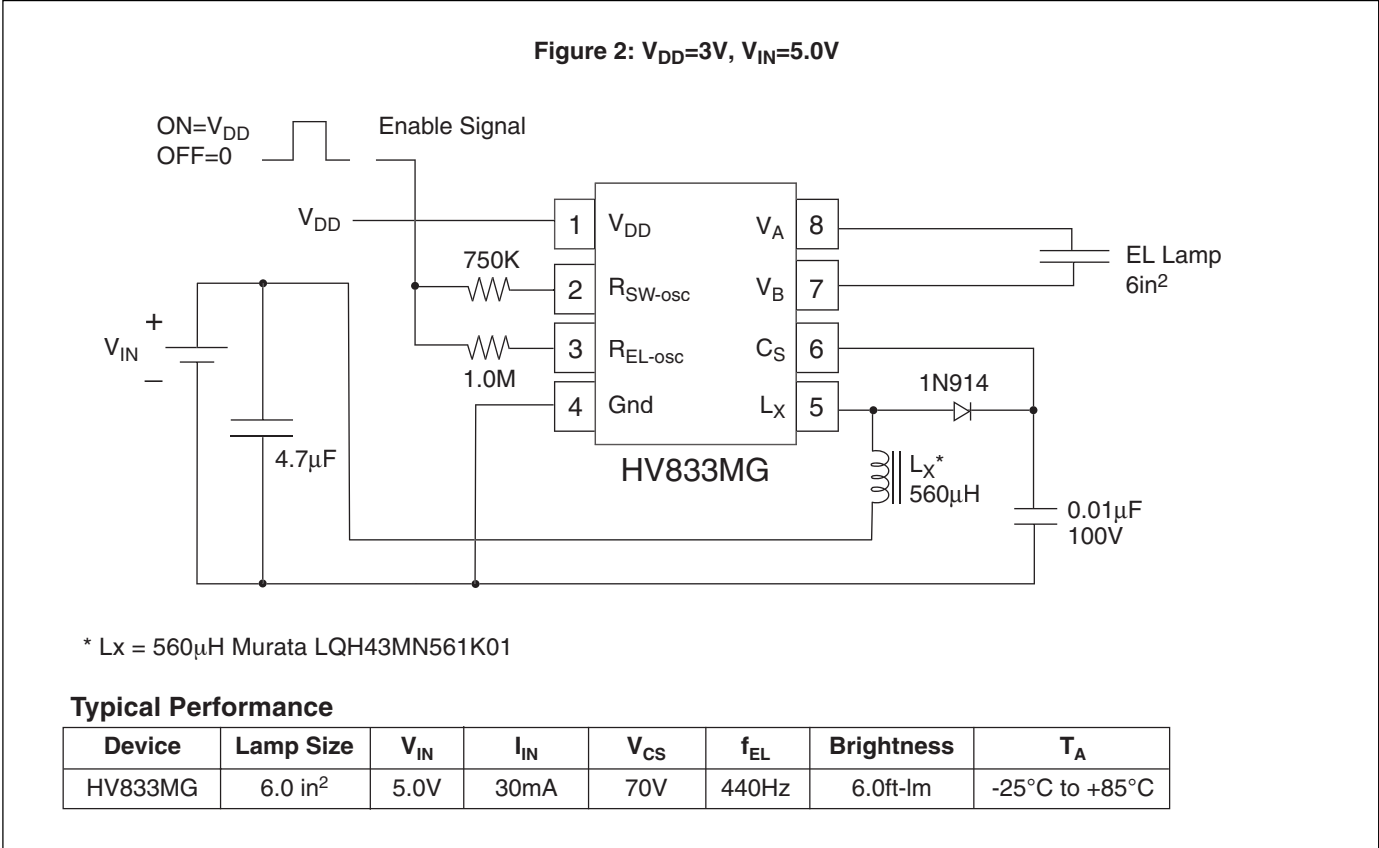 Figure 2: VDD=3V, VIN=5.0V
ON=VDD
OFF=0
Enable Signal
VDD
750K
1.0M
VIN
+
–
4.7µF
1 VDD
2 RSW-osc
3 REL-osc
4 Gnd
VA 8
VB 7
CS 6
LX 5
HV833MG
EL Lamp
6in2
1N914
LX*
560µH
0.01µF
100V
* Lx = 560µH Murata LQH43MN561K01
Typical Performance
Device Lamp Size VIN IIN VCS fEL Brightness TA
HV833MG 6.0 in2 5.0V 30mA 70V 440Hz 6.0ft-lm -25°C to +85°C